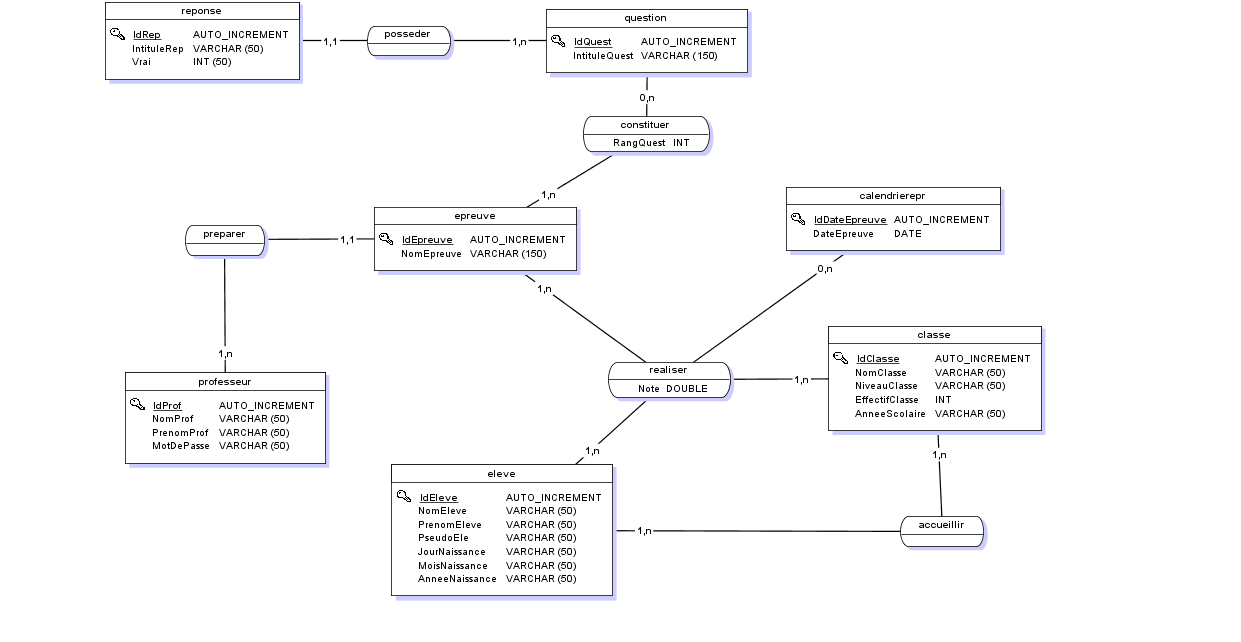 reponse
IdRep AUTO_INCREMENT
IntituleRep VARCHAR (50)
Vrai INT (50)
1,1
posseder
1,n
question
IdQuest AUTO_INCREMENT
IntituleQuest VARCHAR (150)
0,n
constituer
RangQuest INT
1,n
epreuve
IdEpreuve AUTO_INCREMENT
NomEpreuve VARCHAR (150)
1,1
preparer
1,n
professeur
IdProf AUTO_INCREMENT
NomProf VARCHAR (50)
PrenomProf VARCHAR (50)
MotDePasse VARCHAR (50)
1,n
calendrierepr
IdDateEpreuve AUTO_INCREMENT
DateEpreuve DATE
0,n
realiser
Note DOUBLE
1,n
classe
IdClasse AUTO_INCREMENT
NomClasse VARCHAR (50)
NiveauClasse VARCHAR (50)
EffectifClasse INT
AnneeScolaire VARCHAR (50)
1,n
1,n
eleve
IdEleve AUTO_INCREMENT
NomEleve VARCHAR (50)
PrenomEleve VARCHAR (50)
PseudoEle VARCHAR (50)
JourNaissance VARCHAR (50)
MoisNaissance VARCHAR (50)
AnneeNaissance VARCHAR (50)
1,n
accueillir